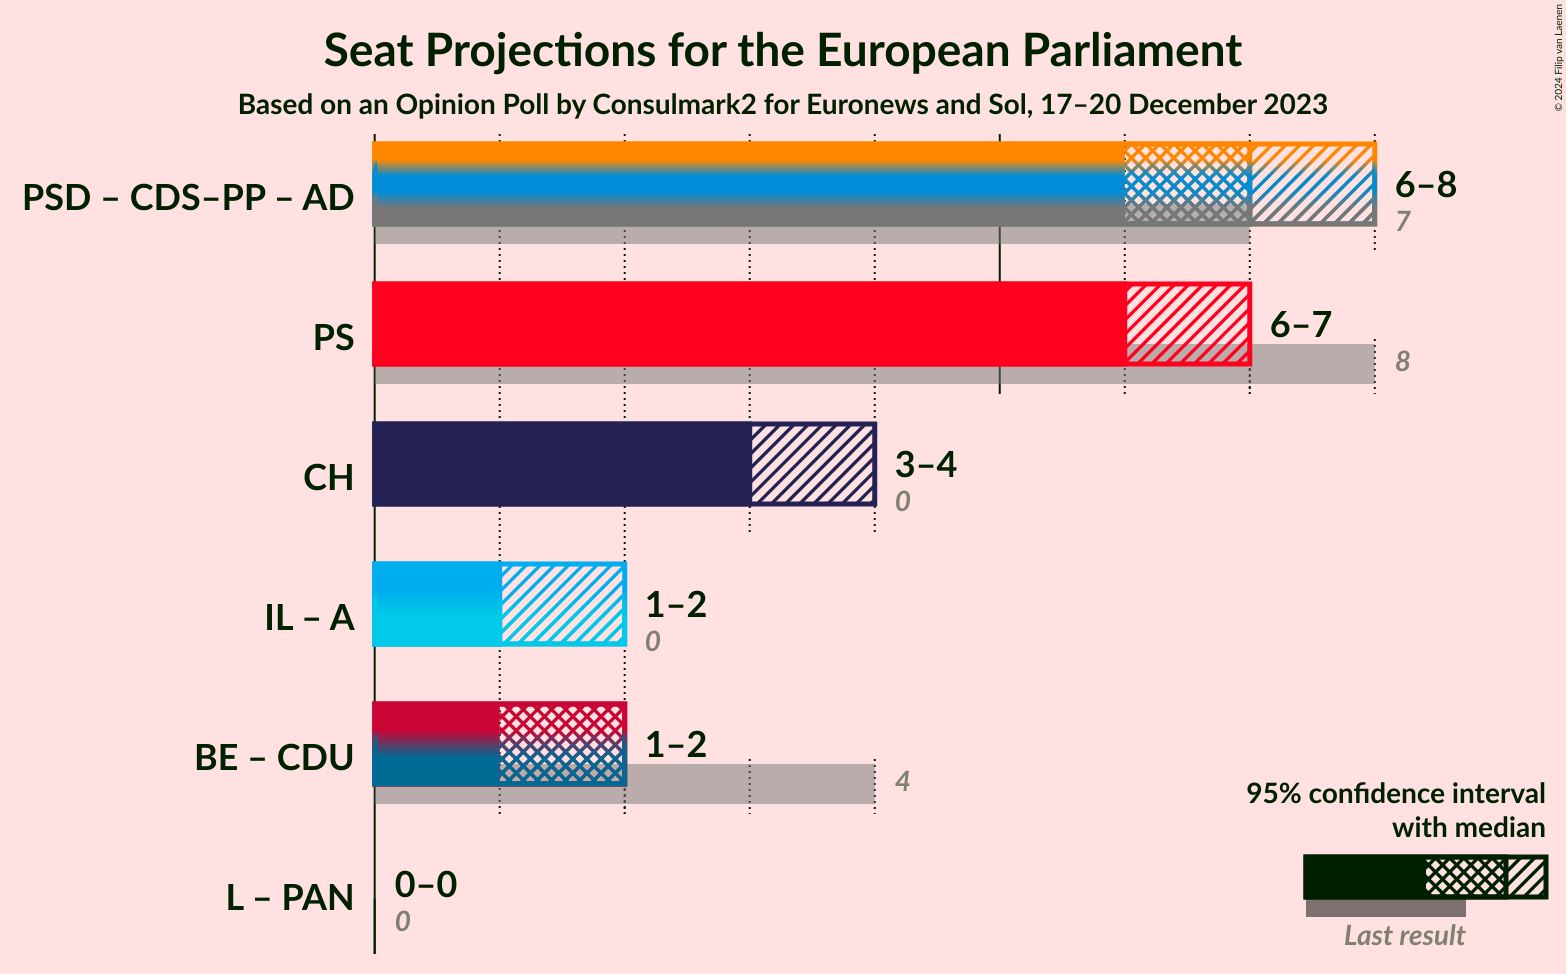 Seat Projections for the European Parliament
Based on an Opinion Poll by Consulmark2 for Euronews and Sol, 17–20 December 2023
© 2024 Filip van Laenen
PSD – CDS–PP – AD
6–8
7
PS
6–7
8
CH
3–4
0
IL – A
1–2
0
BE – CDU
1–2
4
L – PAN
0–0
0
95% confidence interval
with median
Last result